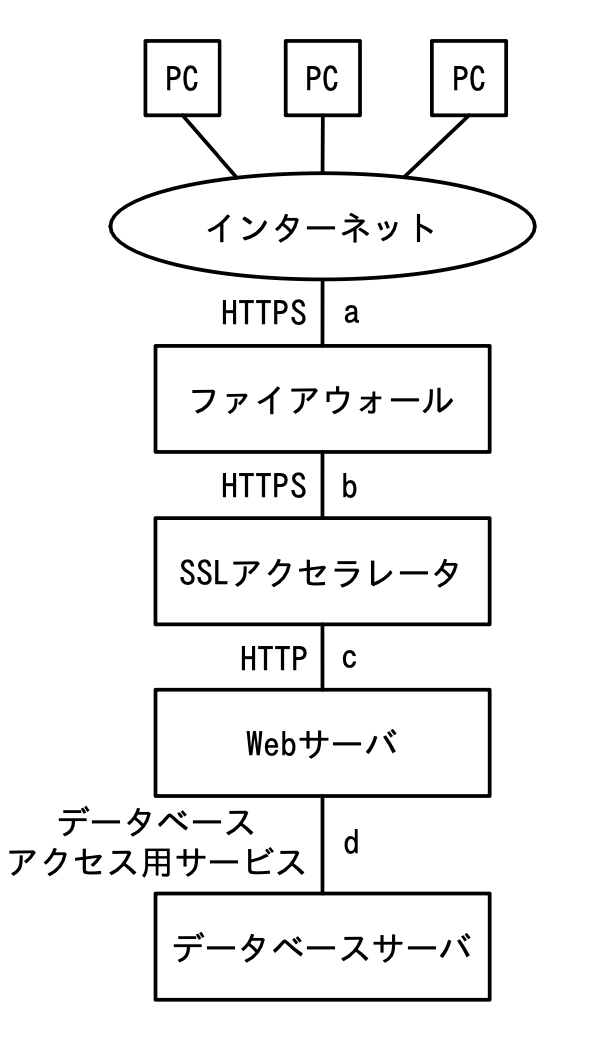 PC
PC
PC
インターネット
HTTPS
a
ファイアウォール
HTTPS
b
SSLアクセラレータ
HTTP
c
Webサーバ
データベース
アクセス用サービス
d
データベースサーバ